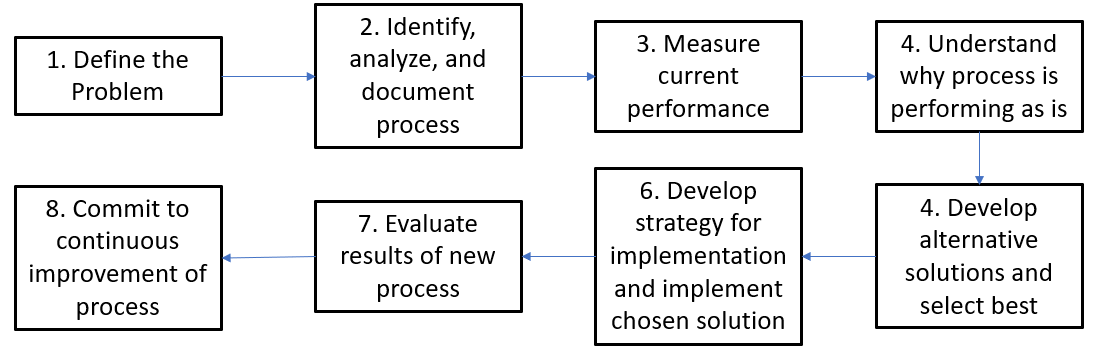 1. Define the
Problem
2. Identify,
analyze, and
document
process
3. Measure
current
performance
4. Understand
why process is
performing as is
4. Develop
alternative
solutions and
select best
6. Develop
strategy for
implementation
and implement
chosen solution
7. Evaluate
results of new
process
8. Commit to
continuous
improvement of
process